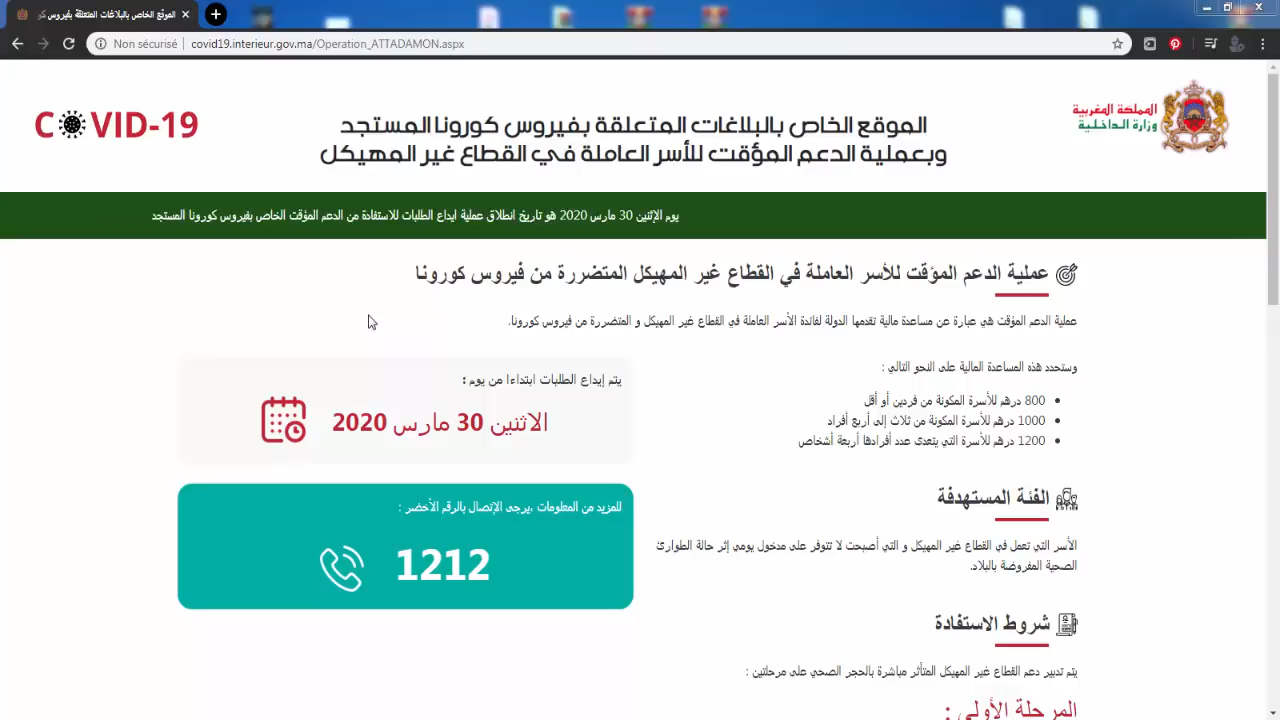 الموقع الخاص بالبلاغات المتعلقة بفيروس كور
Non sécurisé
covid19.interieur.gov.ma/Operation_ATTADAMON.aspx
المملكة المغربية
وزارة الداخلية
الموقع الخاص بالبلاغات المتعلقة بفيروس كورونا المستجد
وبعملية الدعم المؤقت للأسر العاملة في القطاع غير المهيكل
COVID-19
يوم الإثنين 30 مارس 2020 هو تاريخ انطلاق عملية ايداع الطلبات للاستفادة من الدعم المؤقت الخاص بفيروس كورونا المستجد
عملية الدعم المؤقت للأسر العاملة في القطاع غير المهيكل المتضررة من فيروس كورونا
عملية الدعم المؤقت هي عبارة عن مساعدة مالية تقدمها الدولة لفائدة الأسر العاملة في القطاع غير المهيكل و المتضررة من فيروس كورونا.
وستحدد هذه المساعدة المالية على النحو التالي :
• 800 درهم للأسرة المكونة من فردين أو أقل
• 1000 درهم للأسرة المكونة من ثلاث إلى أربع أفراد
• 1200 درهم للأسرة التي يتعدى عدد أفرادها أربعة أشخاص
يتم إيداع الطلبات ابتداءا من يوم :
الاثنين 30 مارس 2020
للمزيد من المعلومات ،يرجى الإتصال بالرقم الأخضر :
1212
الفئة المستهدفة
الأسر التي تعمل في القطاع غير المهيكل و التي أصبحت لا تتوفر على مدخول يومي إثر حالة الطوارئ
الصحية المفروضة بالبلاد.
شروط الاستفادة
يتم تدبير دعم القطاع غير المهيكل المتأثر مباشرة بالحجر الصحي على مرحلتين :
المرحلة الأولى :